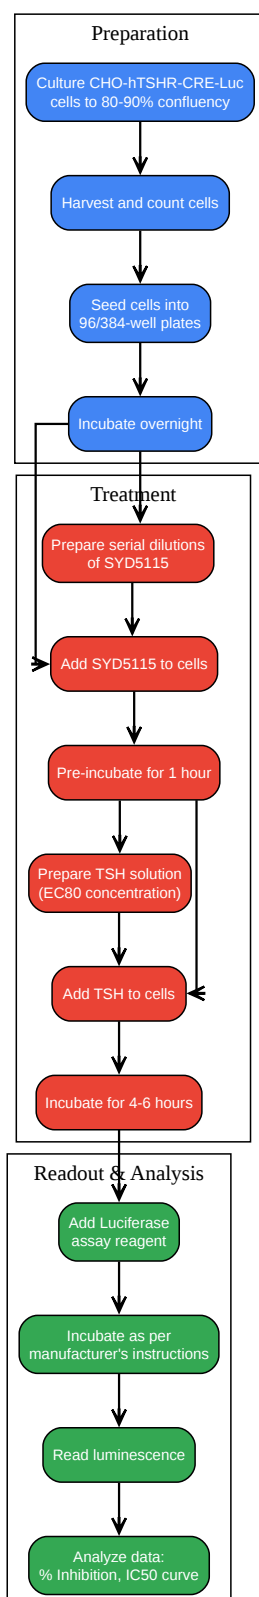 Preparation
Culture CHO-hTSHR-CRE-Luc
cells to 80-90% confluency
Harvest and count cells
Seed cells into
96/384-well plates
Incubate overnight
Treatment
Prepare serial dilutions
of SYD5115
Add SYD5115 to cells
Pre-incubate for 1 hour
Prepare TSH solution
(EC80 concentration)
Add TSH to cells
Incubate for 4-6 hours
Readout & Analysis
Add Luciferase
assay reagent
Incubate as per
manufacturer's instructions
Read luminescence
Analyze data:
% Inhibition, IC50 curve